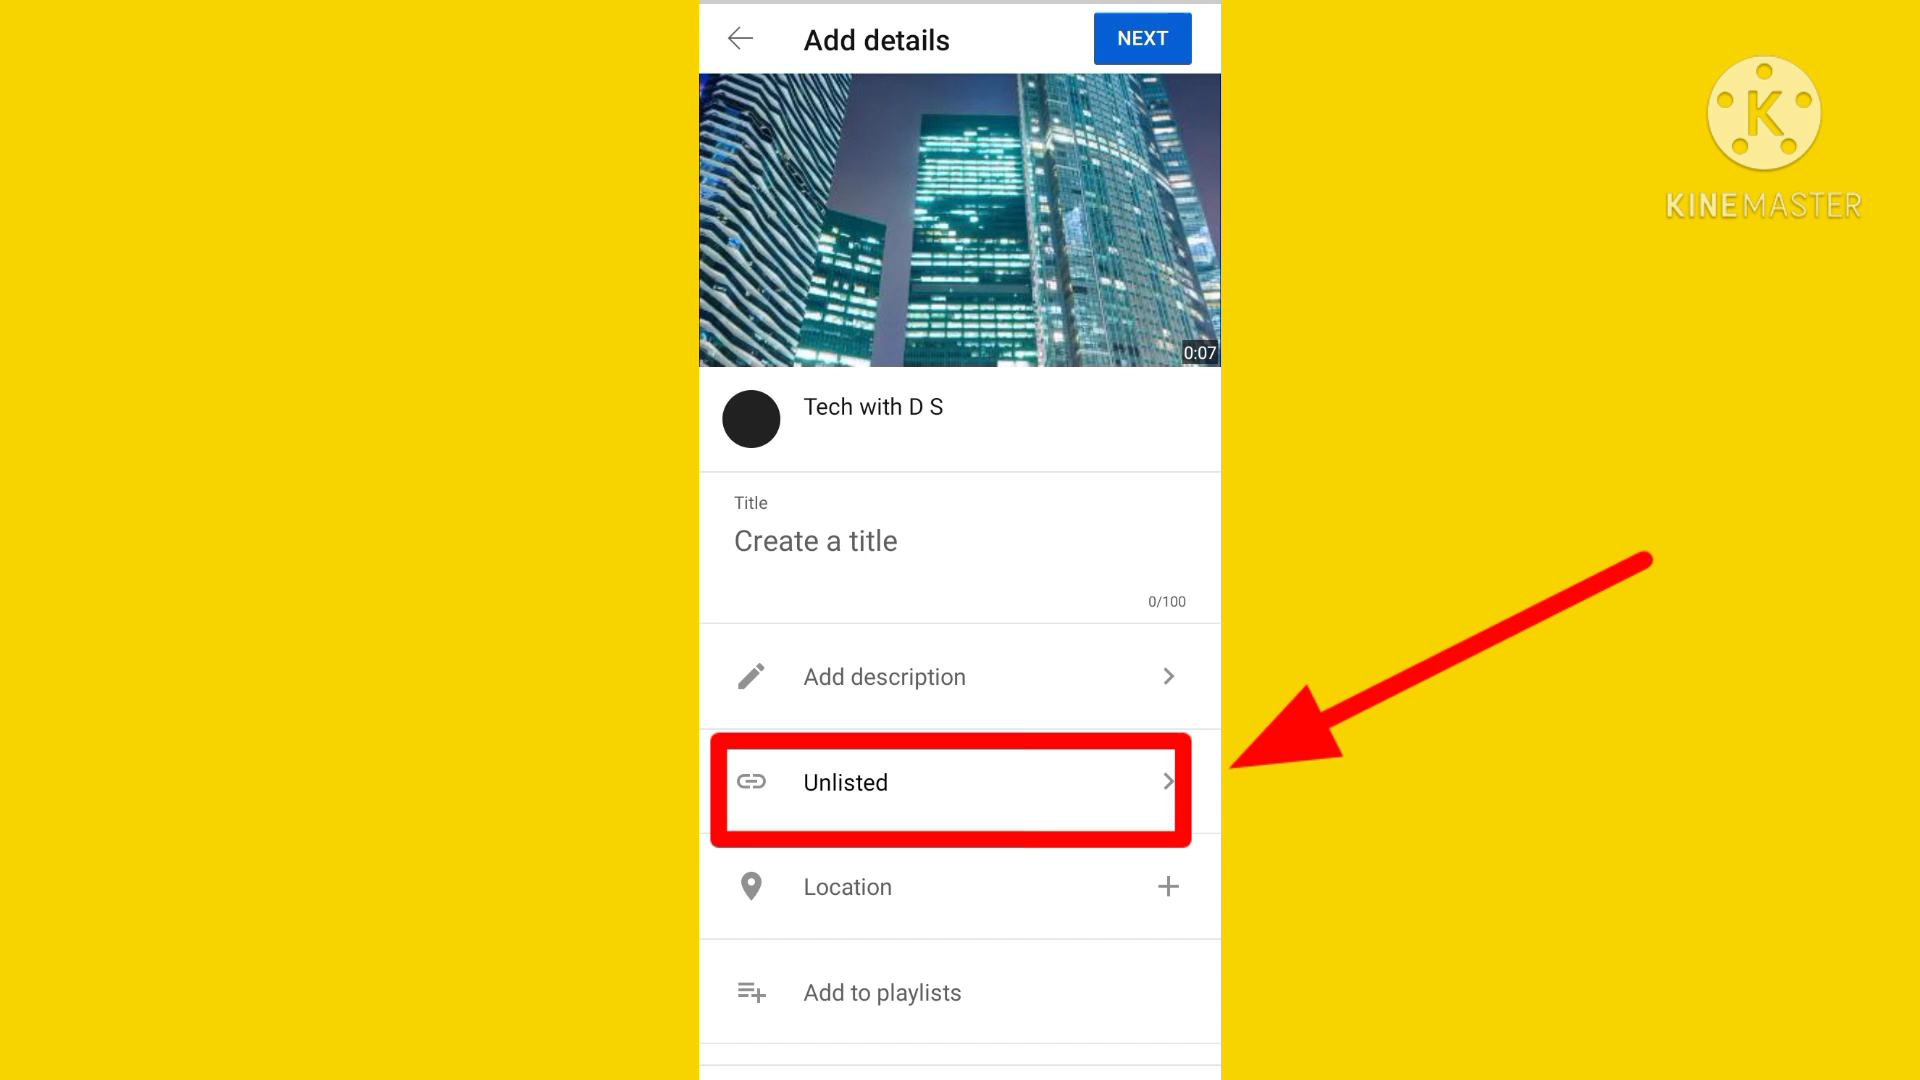 Add details
NEXT
KINEMASTER
0:07
Tech with D S
Title
Create a title
0/100
Add description
Unlisted
Location
Add to playlists